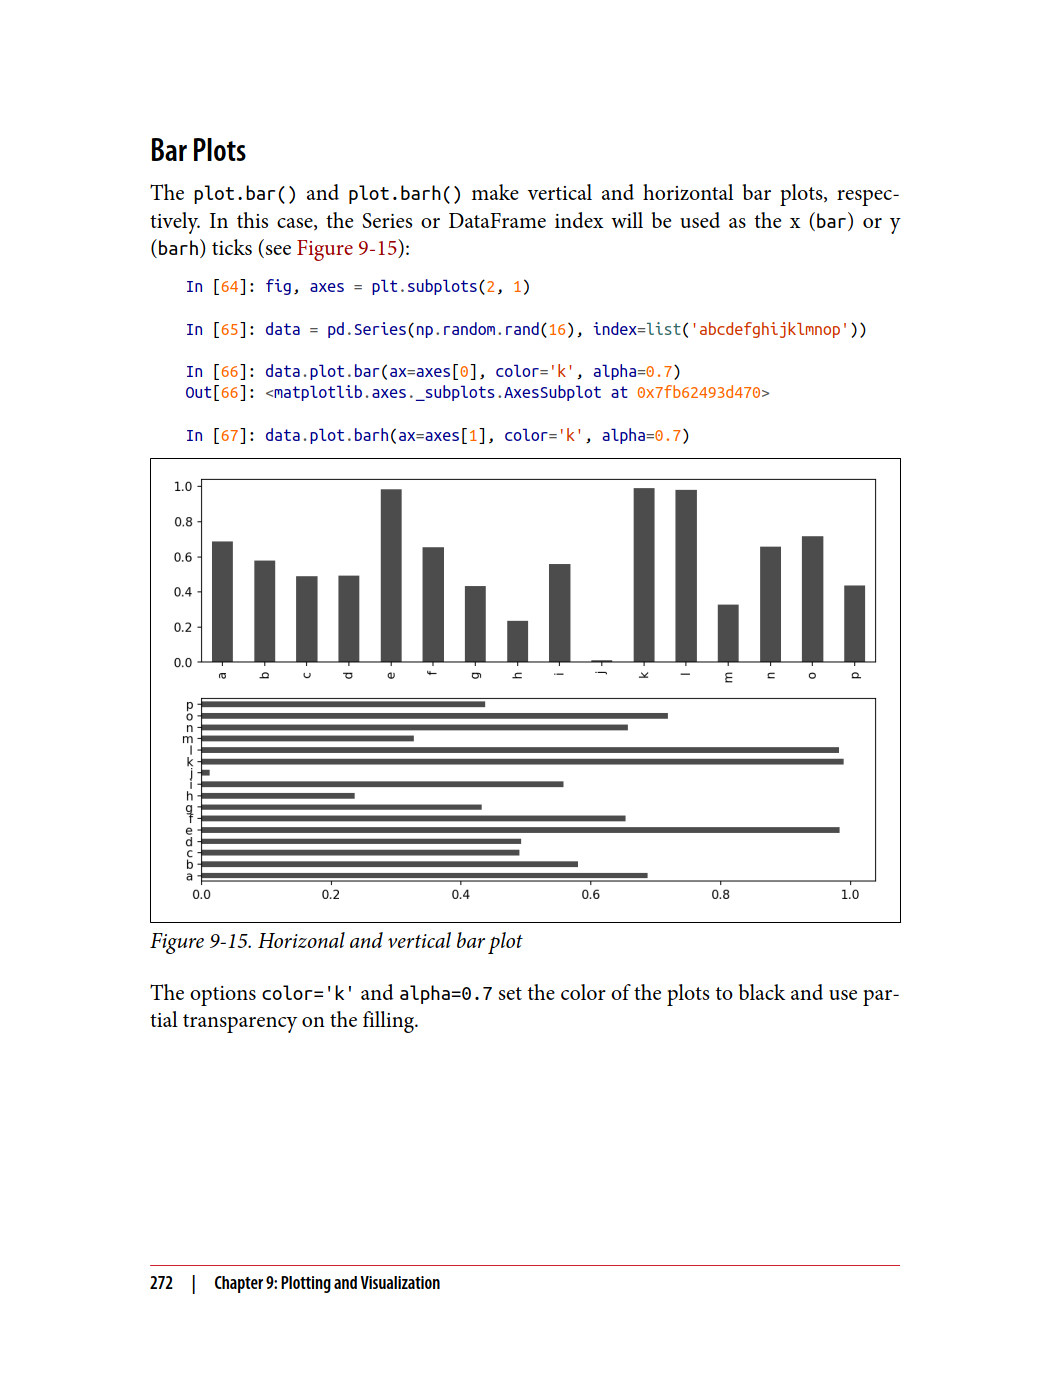 Bar Plots
The plot.bar() and plot.barh() make vertical and horizontal bar plots, respec-
tively. In this case, the Series or DataFrame index will be used as the x (bar) or y
(barh) ticks (see Figure 9-15):
In [64]: fig, axes = plt.subplots(2, 1)
In [65]: data = pd.Series(np.random.rand(16), index=list('abcdefghijklmnop'))
In [66]: data.plot.bar(ax=axes[0], color='k', alpha=0.7)
Out[66]: <matplotlib.axes._subplots.AxesSubplot at 0x7fb62493d470>
In [67]: data.plot.barh(ax=axes[1], color='k', alpha=0.7)
1.0
0.8
0.6
0.4
0.2
0.0
a b c d e f g h i j k l m n o p
p
o
n
m
l
k
j
i
h
g
f
e
d
c
b
a
0.0 0.2 0.4 0.6 0.8 1.0
Figure 9-15. Horizonal and vertical bar plot
The options color='k' and alpha=0.7 set the color of the plots to black and use par-
tial transparency on the filling.
272 | Chapter 9: Plotting and Visualization